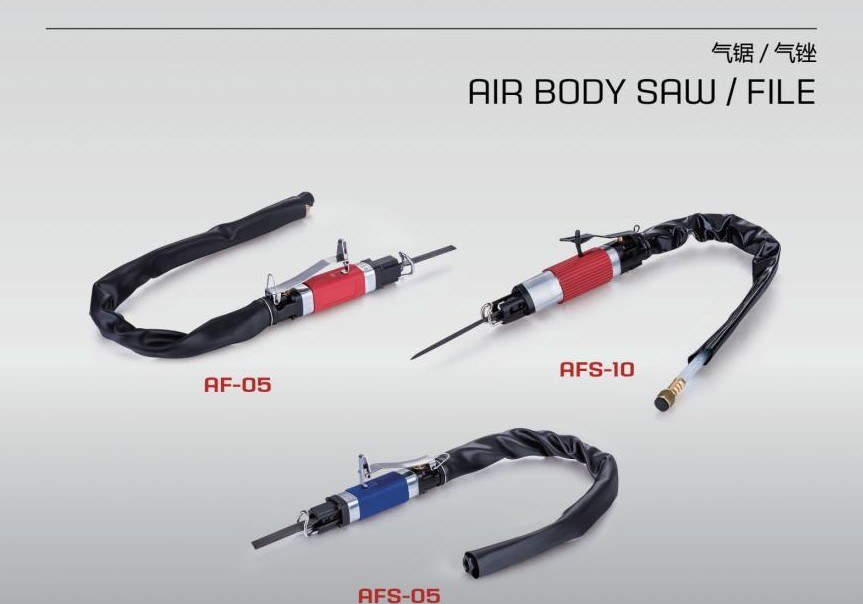 气锯 / 气锉
AIR BODY SAW / FILE
AF-05
AFS-10
AFS-05